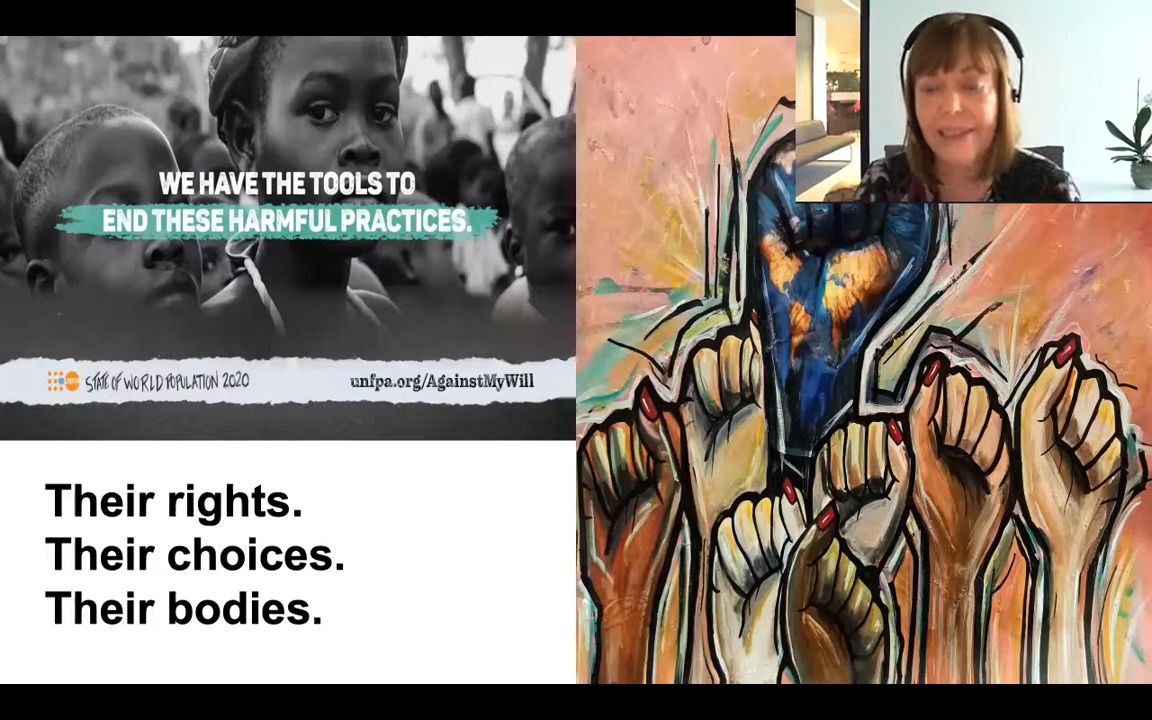 WE HAVE THE TOOLS TO
END THESE HARMFUL PRACTICES.
UNFPA STATE OF WORLD POPULATION 2020
unfpa.org/AgainstMyWill
Their rights.
Their choices.
Their bodies.